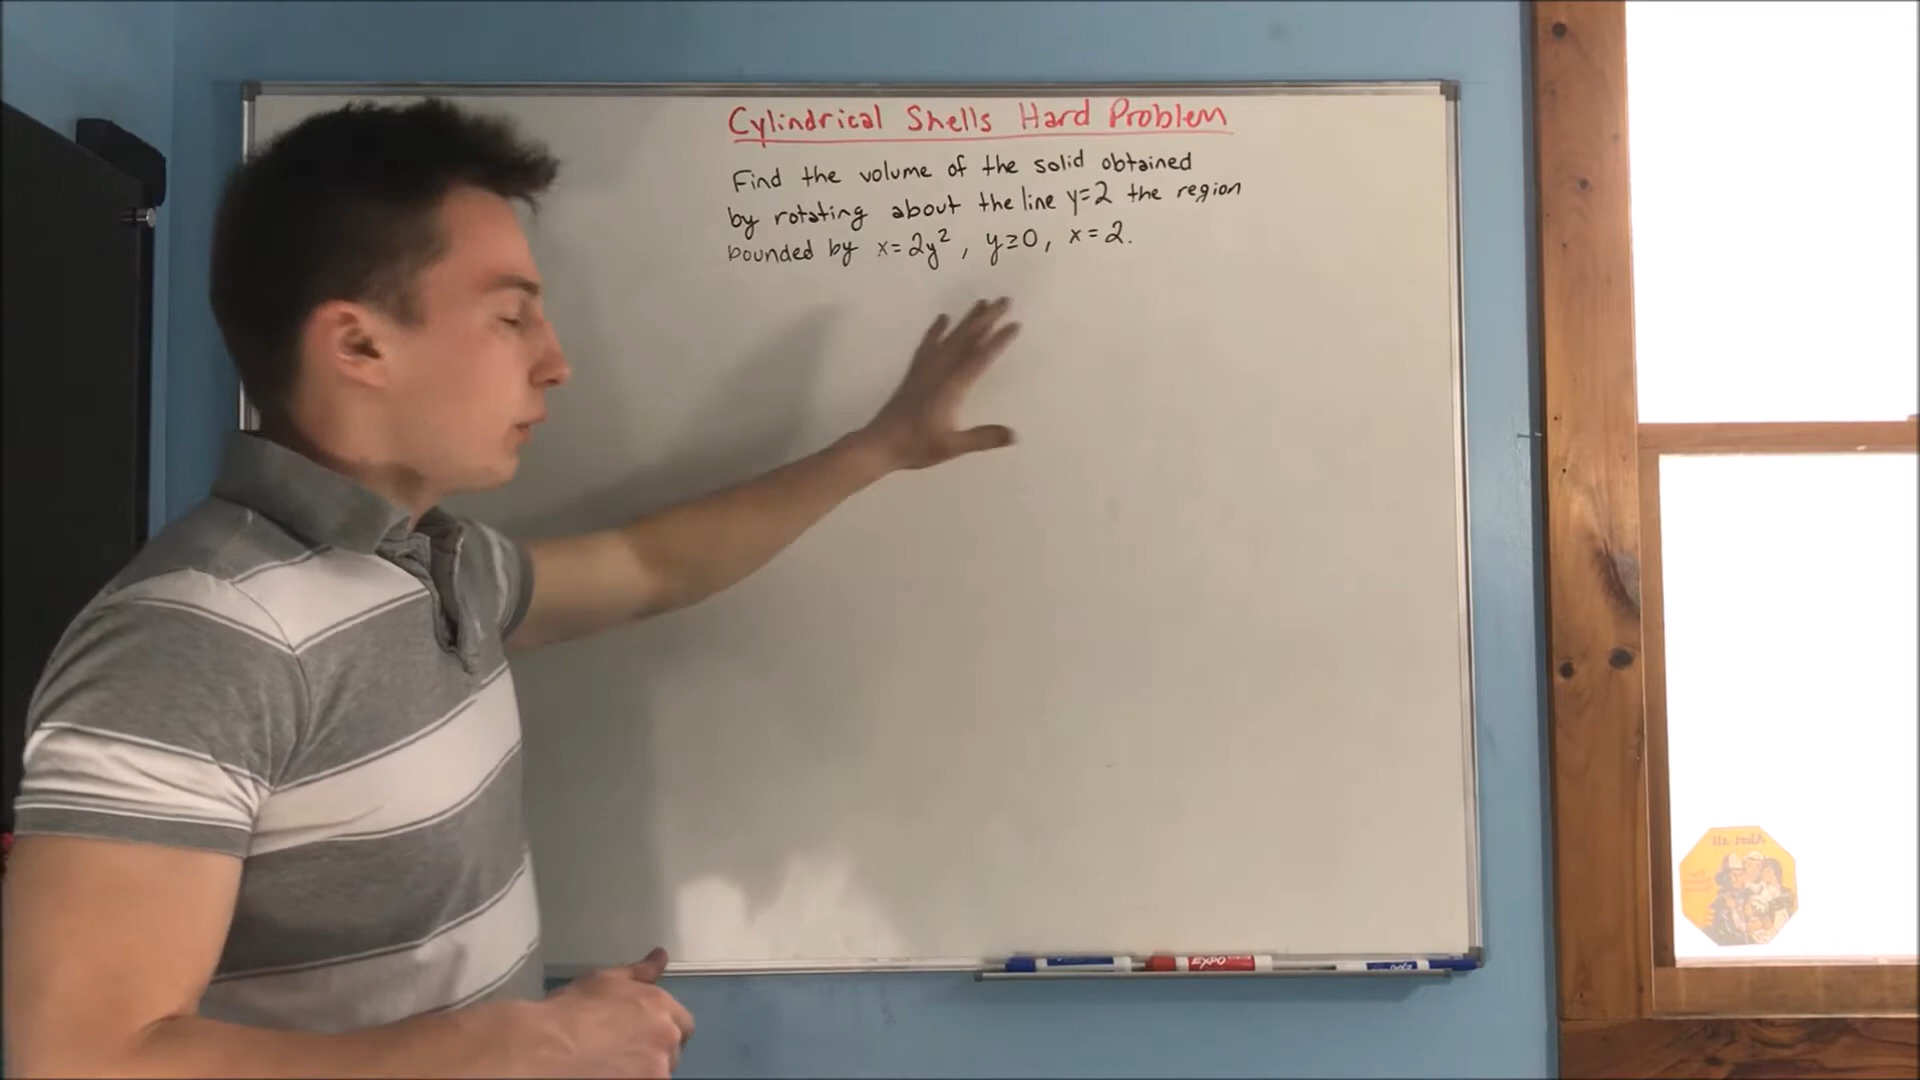 Cylindrical Shells Hard Problem
Find the volume of the solid obtained
by rotating about the line y=2 the region
bounded by x=2y², y≥0, x=2.
EXPO
EXPO